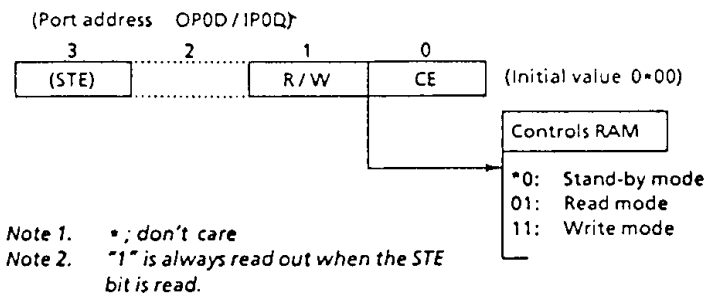 (Port address OP0D / IP0D)
3 2 1 0
(STE) R / W CE (Initial value 0*00)
Controls RAM
*0: Stand-by mode
01: Read mode
11: Write mode
Note 1. * ; don't care
Note 2. "1" is always read out when the STE
bit is read.